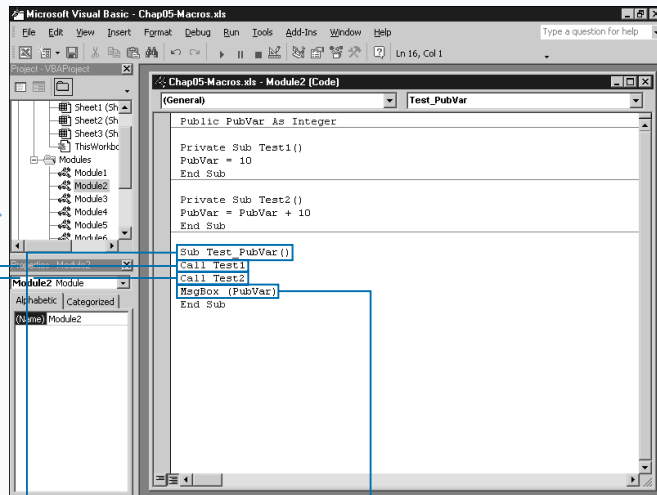 Microsoft Visual Basic - Chap05-Macros.xls
File Edit View Insert Format Debug Run Tools Add-Ins Window Help
Type a question for help
Ln 16, Col 1
Project - VBAProject
Sheet1 (Sh
Sheet2 (Sh
Sheet3 (Sh
ThisWorkbo
Modules
Module1
Module2
Module3
Module4
Module5
Module6
Properties - Module2
Module2 Module
Alphabetic Categorized
(Name) Module2
Chap05-Macros.xls - Module2 (Code)
(General) Test_PubVar
Public PubVar As Integer
Private Sub Test1()
PubVar = 10
End Sub
Private Sub Test2()
PubVar = PubVar + 10
End Sub
Sub Test_PubVar()
Call Test1
Call Test2
MsgBox (PubVar)
End Sub